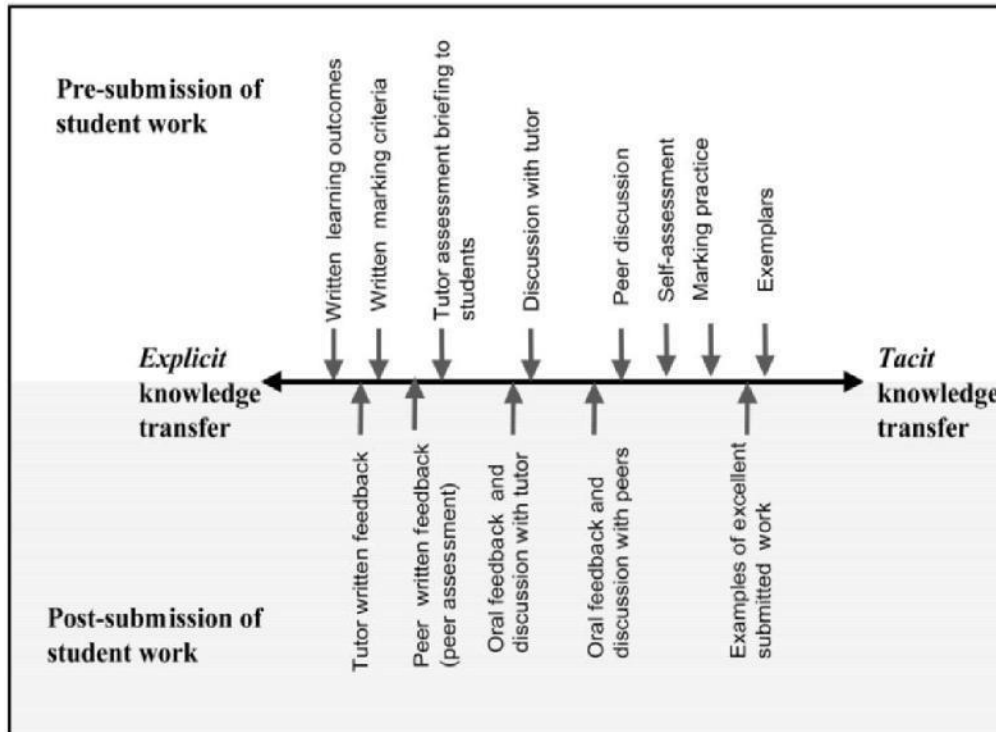 Pre-submission of
student work
Written learning outcomes
Written marking criteria
Tutor assessment briefing to
students
Discussion with tutor
Peer discussion
Self-assessment
Marking practice
Exemplars
Explicit
knowledge
transfer
Tacit
knowledge
transfer
Post-submission of
student work
Tutor written feedback
Peer written feedback
(peer assessment)
Oral feedback and
discussion with tutor
Oral feedback and
discussion with peers
Examples of excellent
submitted work